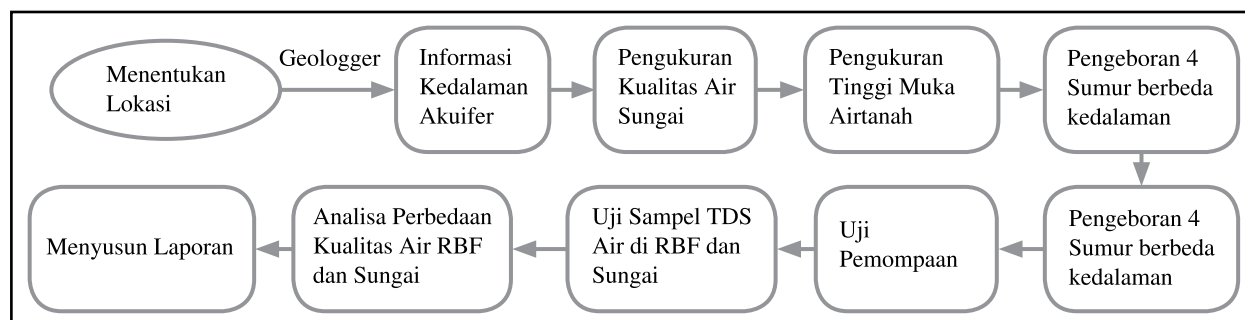 Menentukan
Lokasi
Geologger
Informasi
Kedalaman
Akuifer
Pengukuran
Kualitas Air
Sungai
Pengukuran
Tinggi Muka
Airtanah
Pengeboran 4
Sumur berbeda
kedalaman
Pengeboran 4
Sumur berbeda
kedalaman
Uji
Pemompaan
Uji Sampel TDS
Air di RBF dan
Sungai
Analisa Perbedaan
Kualitas Air RBF
dan Sungai
Menyusun Laporan